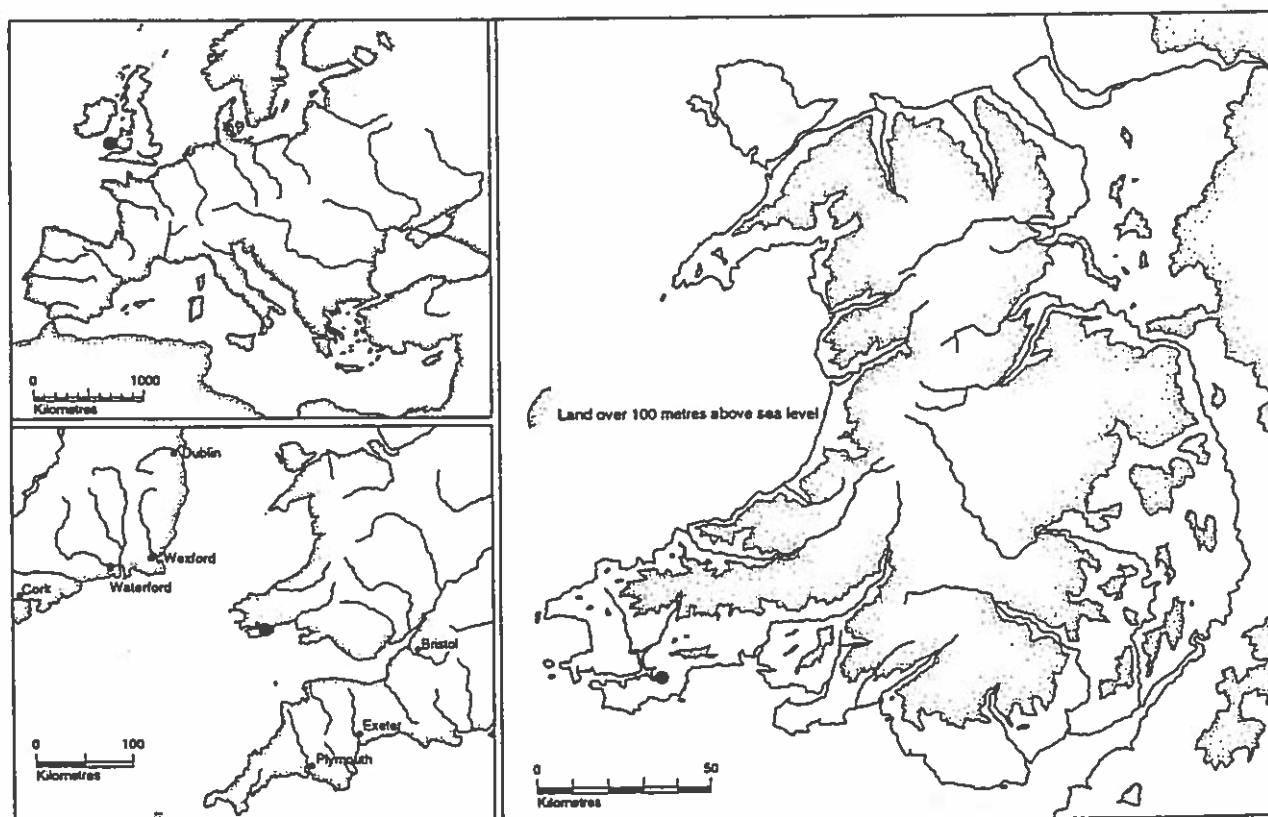 0 1000
Kilometres
Land over 100 metres above sea level
Dublin
Wexford
Waterford
Cork
Bristol
Exeter
Plymouth
0 100
Kilometres
0 50
Kilometres